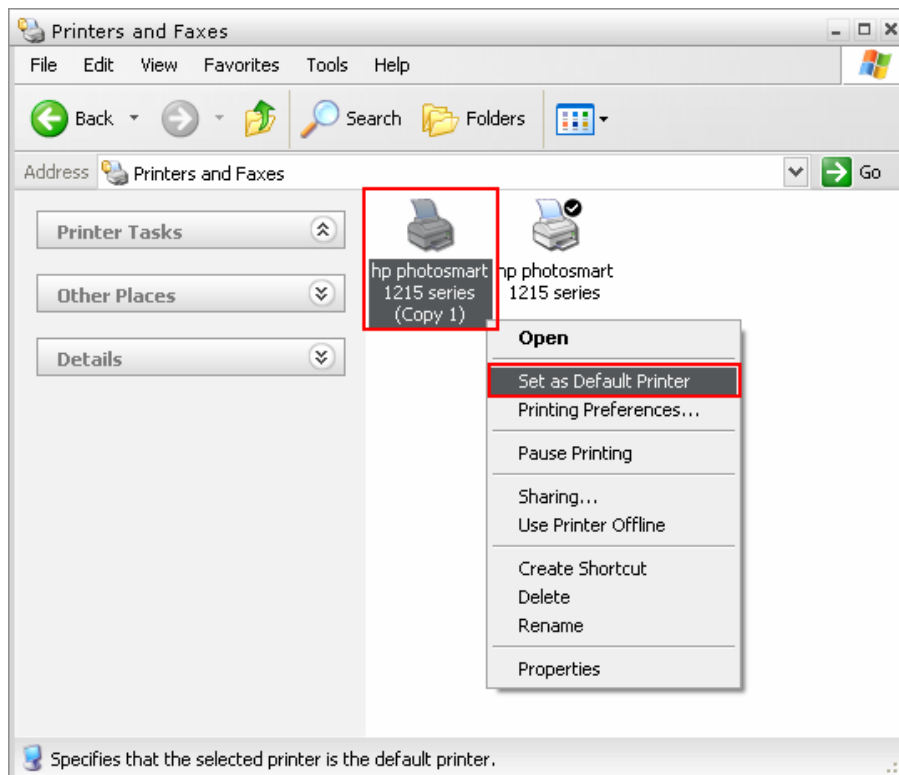 Printers and Faxes
File Edit View Favorites Tools Help
Back Search Folders
Address Printers and Faxes Go
Printer Tasks
Other Places
Details
hp photosmart
1215 series
(Copy 1)
hp photosmart
1215 series
Open
Set as Default Printer
Printing Preferences...
Pause Printing
Sharing...
Use Printer Offline
Create Shortcut
Delete
Rename
Properties
Specifies that the selected printer is the default printer.